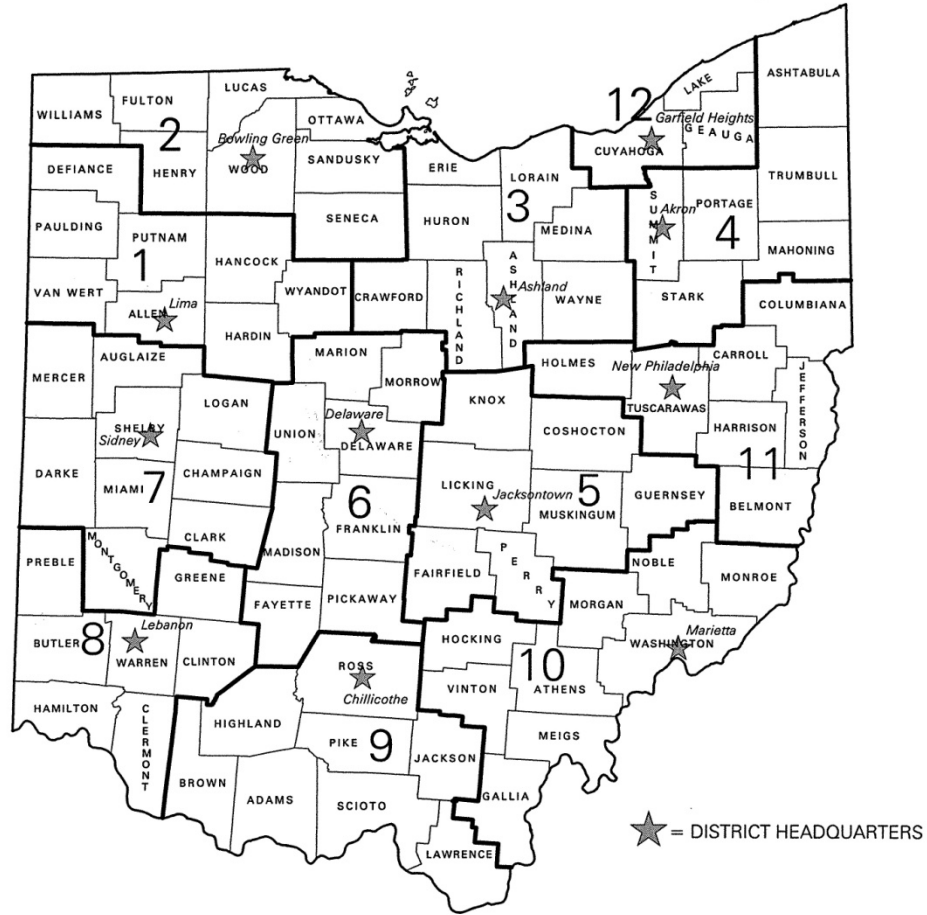 LAKE
ASHTABULA
LUCAS
FULTON
WILLIAMS
12
Garfield Heights
GEAUGA
OTTAWA
2
Bowling Green
CUYAHOGA
SANDUSKY
WOOD
HENRY
DEFIANCE
ERIE
LORAIN
TRUMBULL
SUMMIT
PORTAGE
Akron
4
3
SENECA
HURON
MEDINA
PAULDING
PUTNAM
1
HANCOCK
MAHONING
VAN WERT
WYANDOT
CRAWFORD
RICHLAND
ASHLAND
Ashland
WAYNE
STARK
COLUMBIANA
ALLEN
Lima
HARDIN
AUGLAIZE
MARION
HOLMES
CARROLL
New Philadelphia
JEFFERSON
MERCER
MORROW
KNOX
TUSCARAWAS
LOGAN
Delaware
SHELBY
Sidney
UNION
DELAWARE
COSHOCTON
HARRISON
11
DARKE
CHAMPAIGN
MIAMI
7
LICKING
Jacksontown
5
GUERNSEY
BELMONT
6
FRANKLIN
MUSKINGUM
CLARK
MADISON
PERRY
PREBLE
MONTGOMERY
GREENE
FAIRFIELD
NOBLE
MONROE
FAYETTE
PICKAWAY
MORGAN
Lebanon
Marietta
BUTLER
8
WARREN
CLINTON
HOCKING
WASHINGTON
ROSS
Chillicothe
10
ATHENS
VINTON
HAMILTON
CLERMONT
HIGHLAND
PIKE
9
MEIGS
JACKSON
BROWN
ADAMS
SCIOTO
GALLIA
LAWRENCE
= DISTRICT HEADQUARTERS